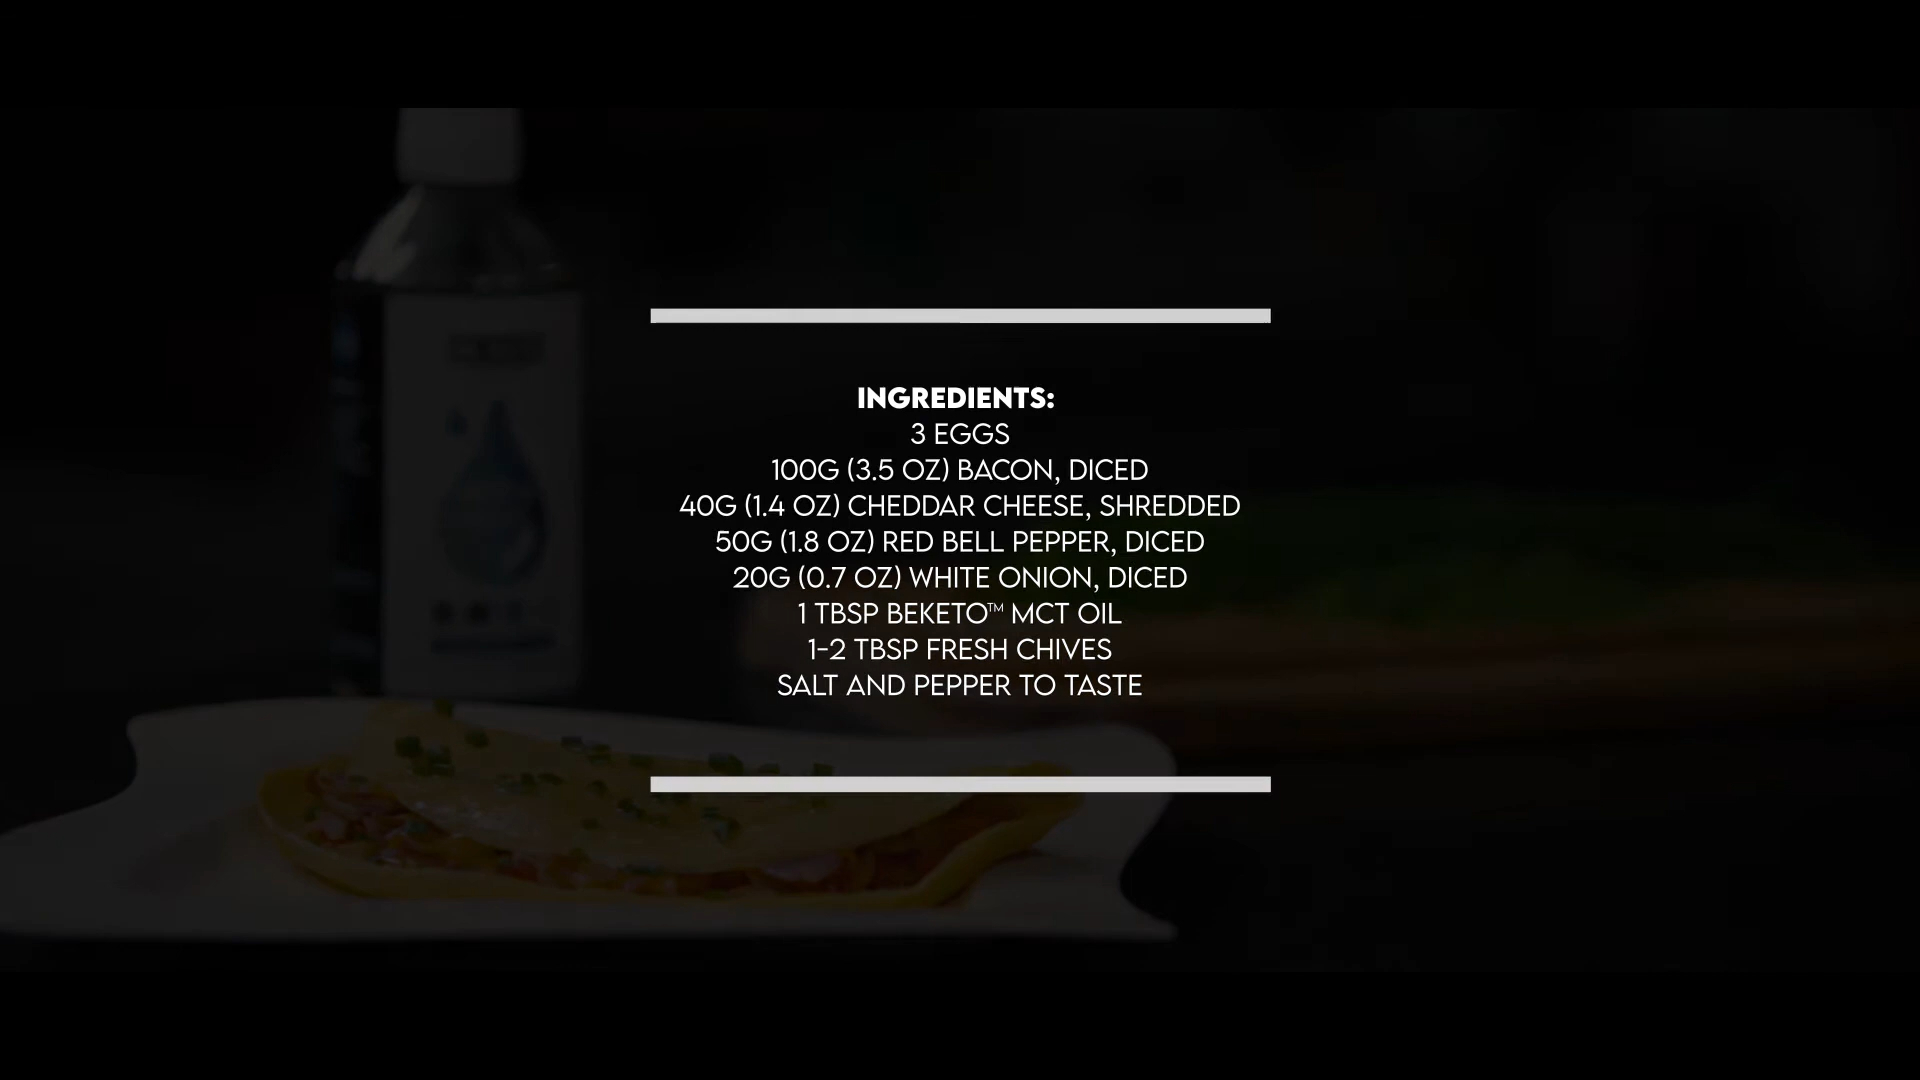 INGREDIENTS:
3 EGGS
100G (3.5 OZ) BACON, DICED
40G (1.4 OZ) CHEDDAR CHEESE, SHREDDED
50G (1.8 OZ) RED BELL PEPPER, DICED
20G (0.7 OZ) WHITE ONION, DICED
1 TBSP BEKETO™ MCT OIL
1-2 TBSP FRESH CHIVES
SALT AND PEPPER TO TASTE